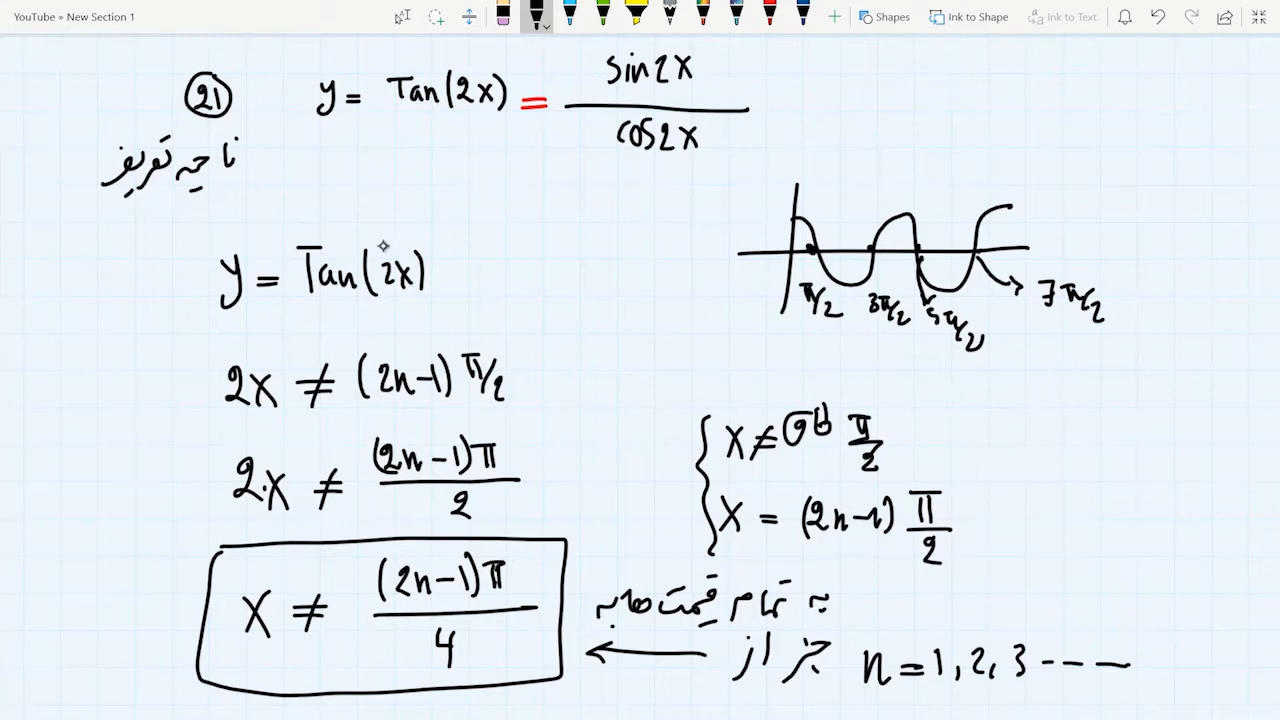 YouTube » New Section 1
Shapes
Ink to Shape
Ink to Text
21
y = Tan(2x) = sin2x / cos2x
ناحیه تعریف
y = Tan(2x)
π/2 3π/2 5π/2 7π/2
2x ≠ (2n-1) π/2
2x ≠ (2n-1)π / 2
x ≠ π/2
x = (2n-1) π/2
x ≠ (2n-1)π / 4
به تمام قیمت های
جز از n = 1, 2, 3 - - - -